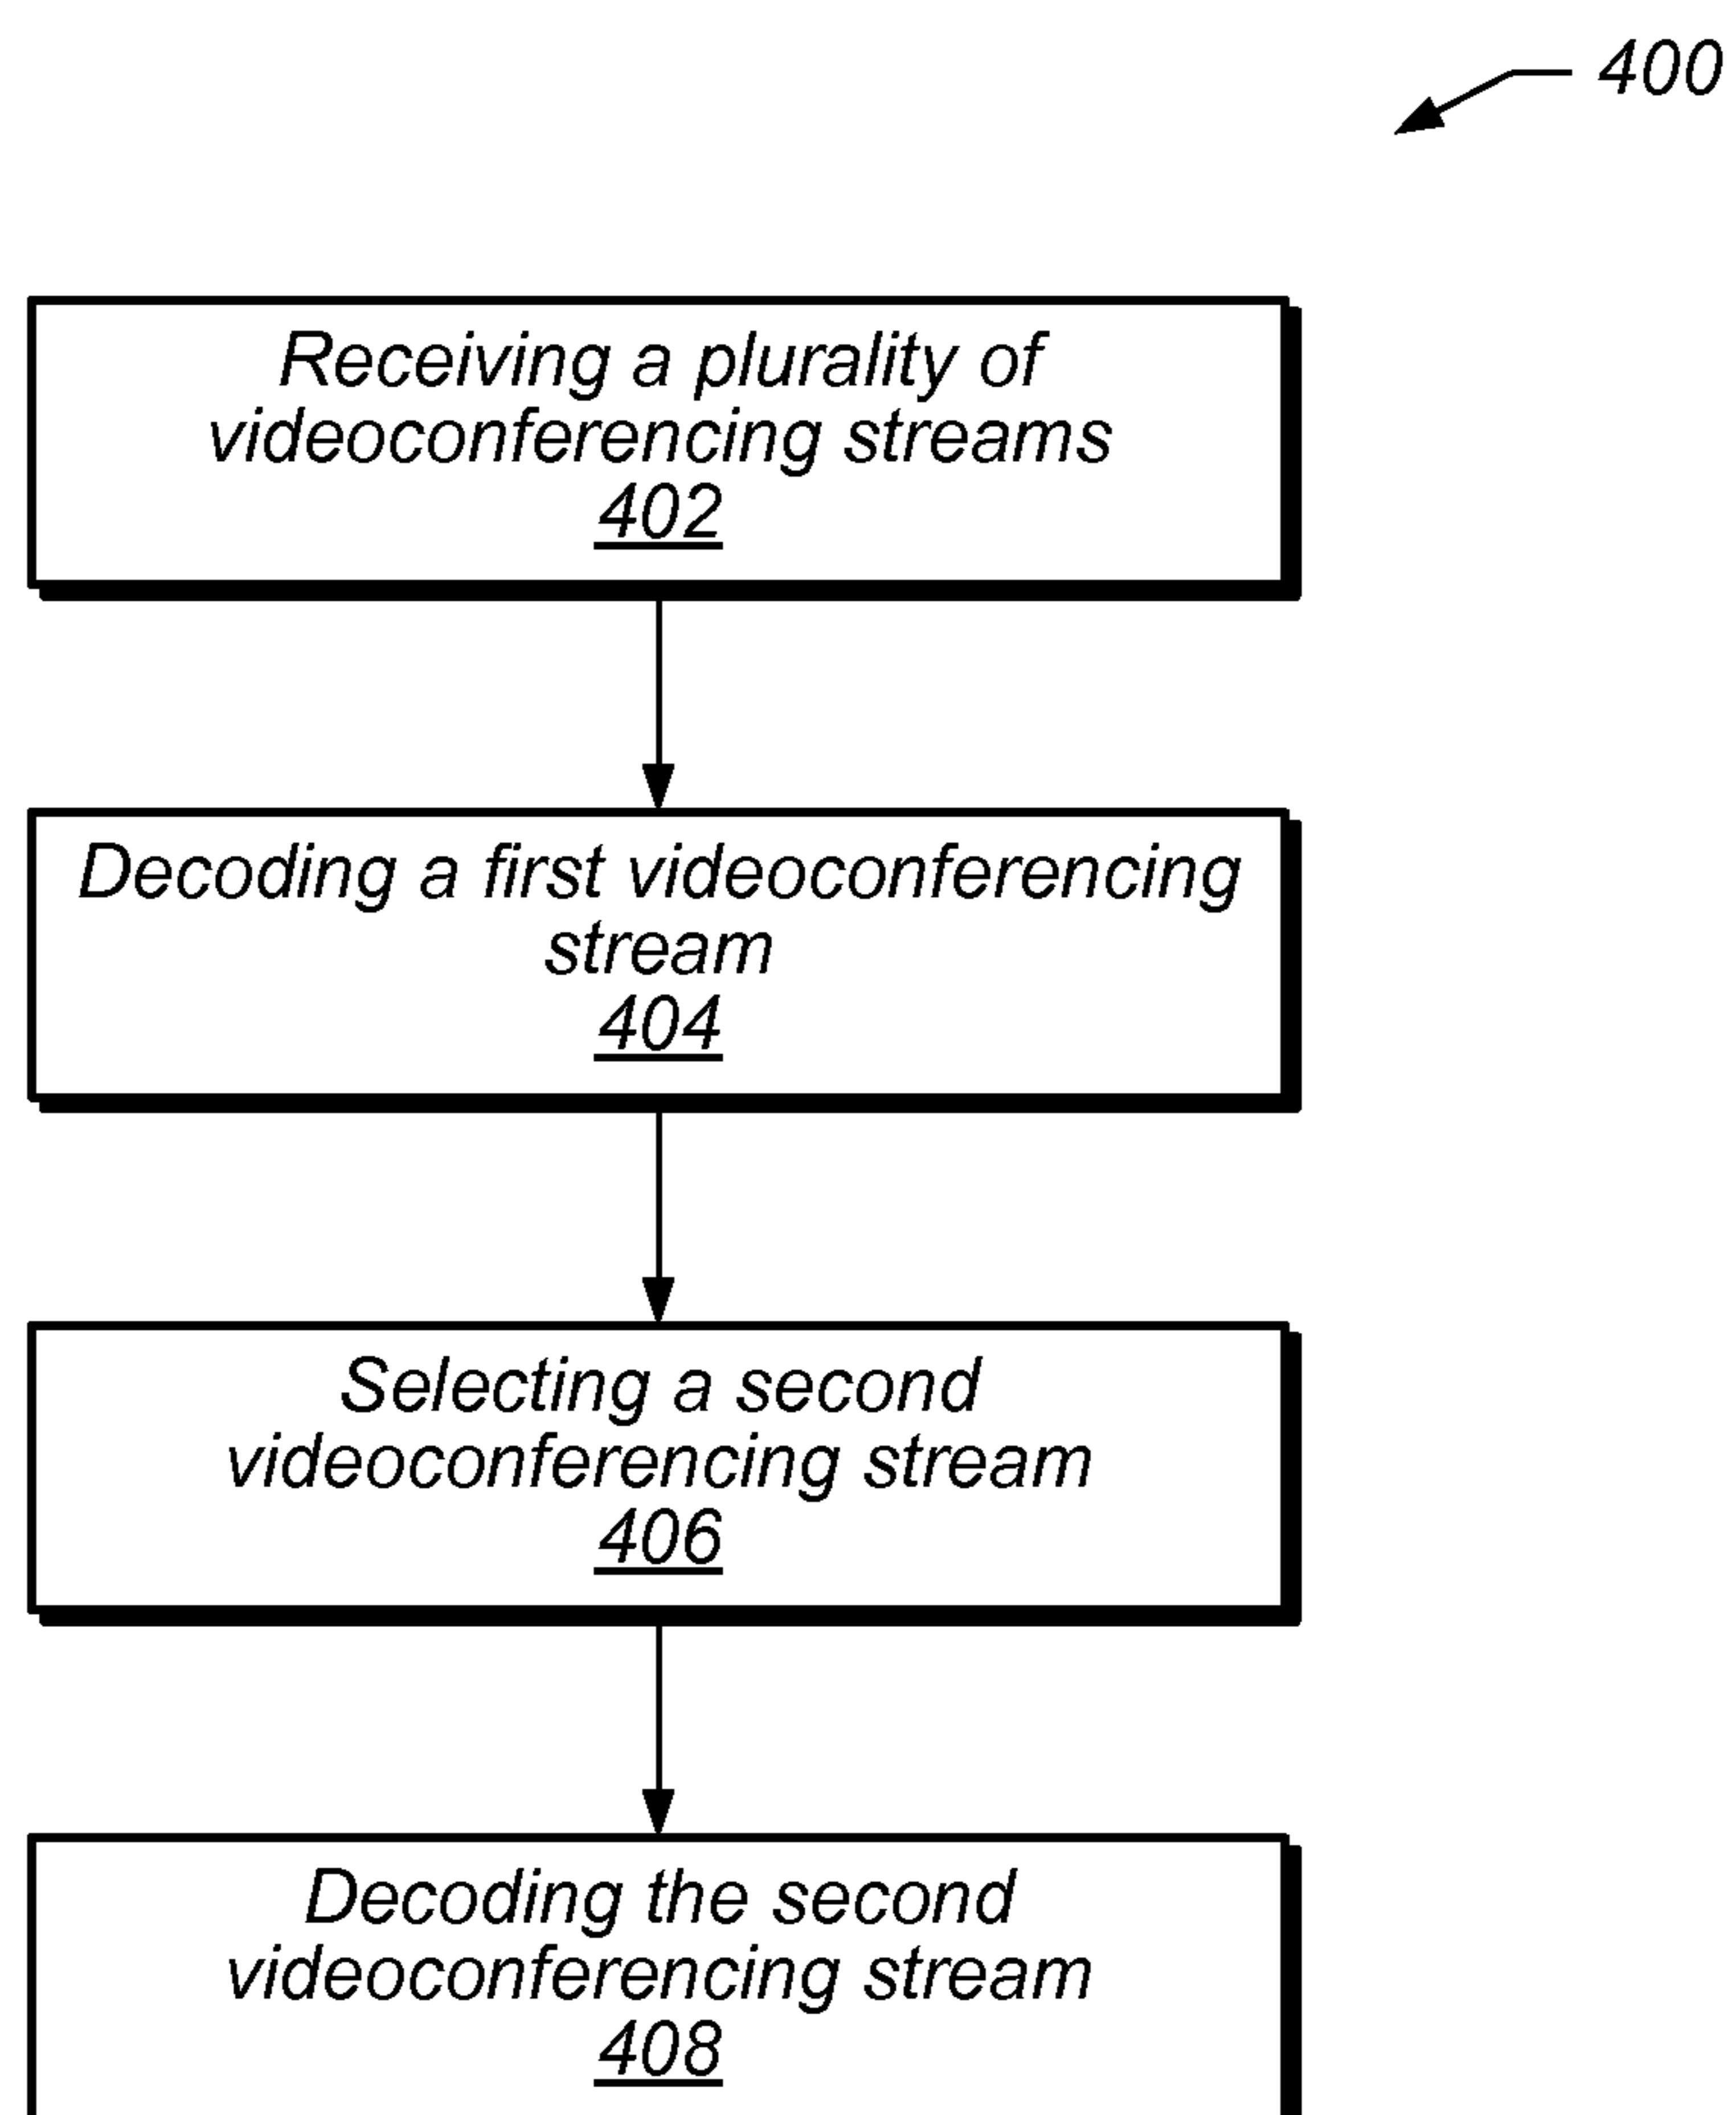 400
Receiving a plurality of
videoconferencing streams
402
Decoding a first videoconferencing
stream
404
Selecting a second
videoconferencing stream
406
Decoding the second
videoconferencing stream
408